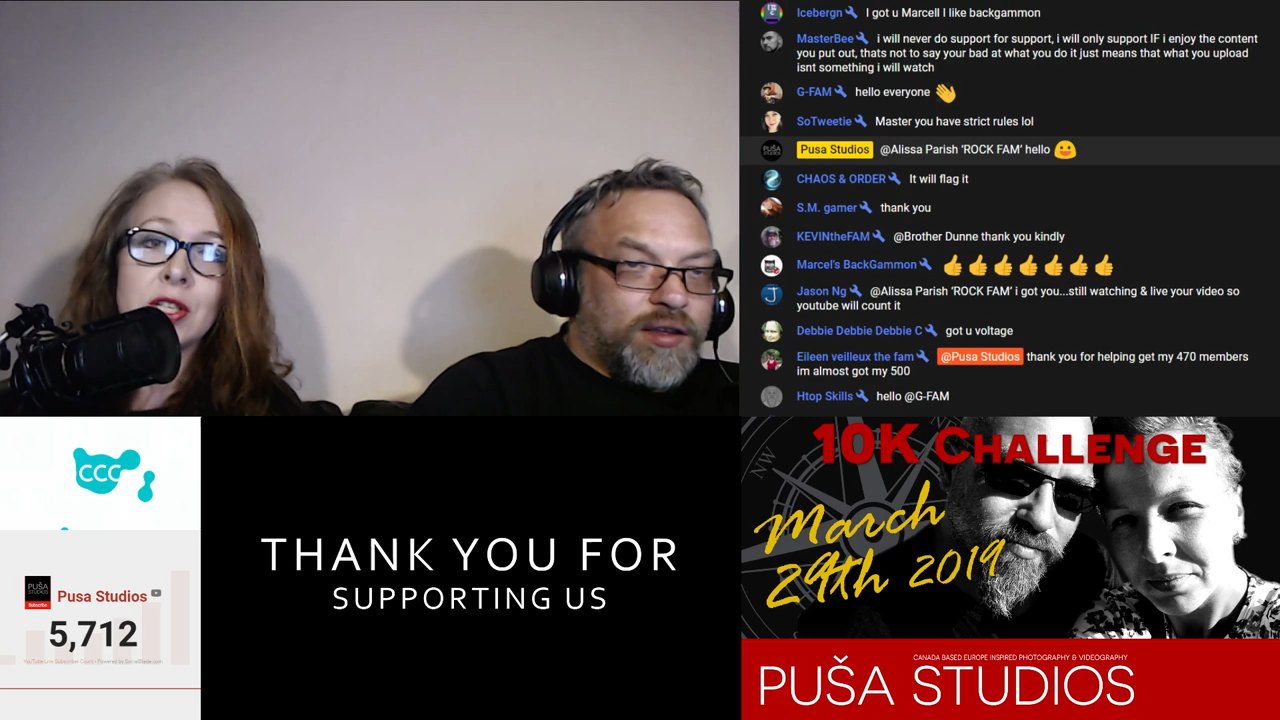 Icebergn I got u Marcell I like backgammon
MasterBee i will never do support for support, i will only support IF i enjoy the content
you put out, thats not to say your bad at what you do it just means that what you upload
isnt something i will watch
G-FAM hello everyone 👋
SoTweetie Master you have strict rules lol
Pusa Studios @Alissa Parish ‘ROCK FAM’ hello 😀
CHAOS & ORDER It will flag it
S.M. gamer thank you
KEVINtheFAM @Brother Dunne thank you kindly
Marcel's BackGammon 👍👍👍👍👍👍👍
Jason Ng @Alissa Parish ‘ROCK FAM’ i got you...still watching & live your video so
youtube will count it
Debbie Debbie Debbie C got u voltage
Eileen veilleux the fam @Pusa Studios thank you for helping get my 470 members
im almost got my 500
Htop Skills hello @G-FAM
CCC
PUŠA
STUDIOS
Subscribe
Pusa Studios
5,712
THANK YOU FOR
SUPPORTING US
10K CHALLENGE
NW
March
29th 2019
CANADA BASED EUROPE INSPIRED PHOTOGRAPHY & VIDEOGRAPHY
PUŠA STUDIOS